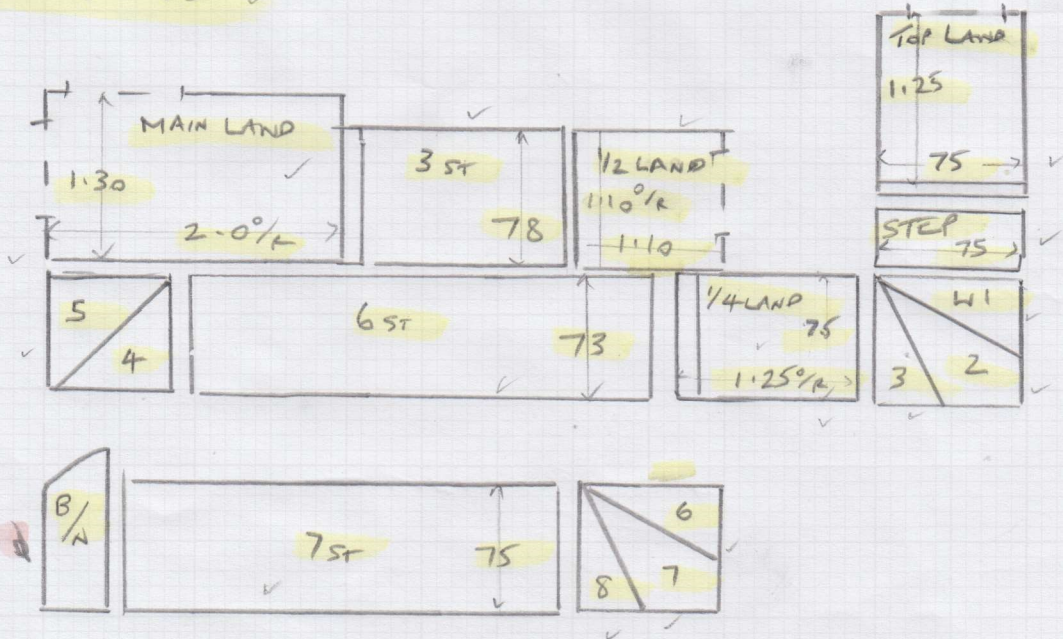 TOP LAND
1.25
75
MAIN LAND
1.30
2.0 O/R
3 ST
78
1/2 LAND
1.10 O/R
1.10
STEP
75
5
4
6 ST
73
1/4 LAND
75
1.25 O/R
W1
2
3
B/N
7 ST
75
6
7
8